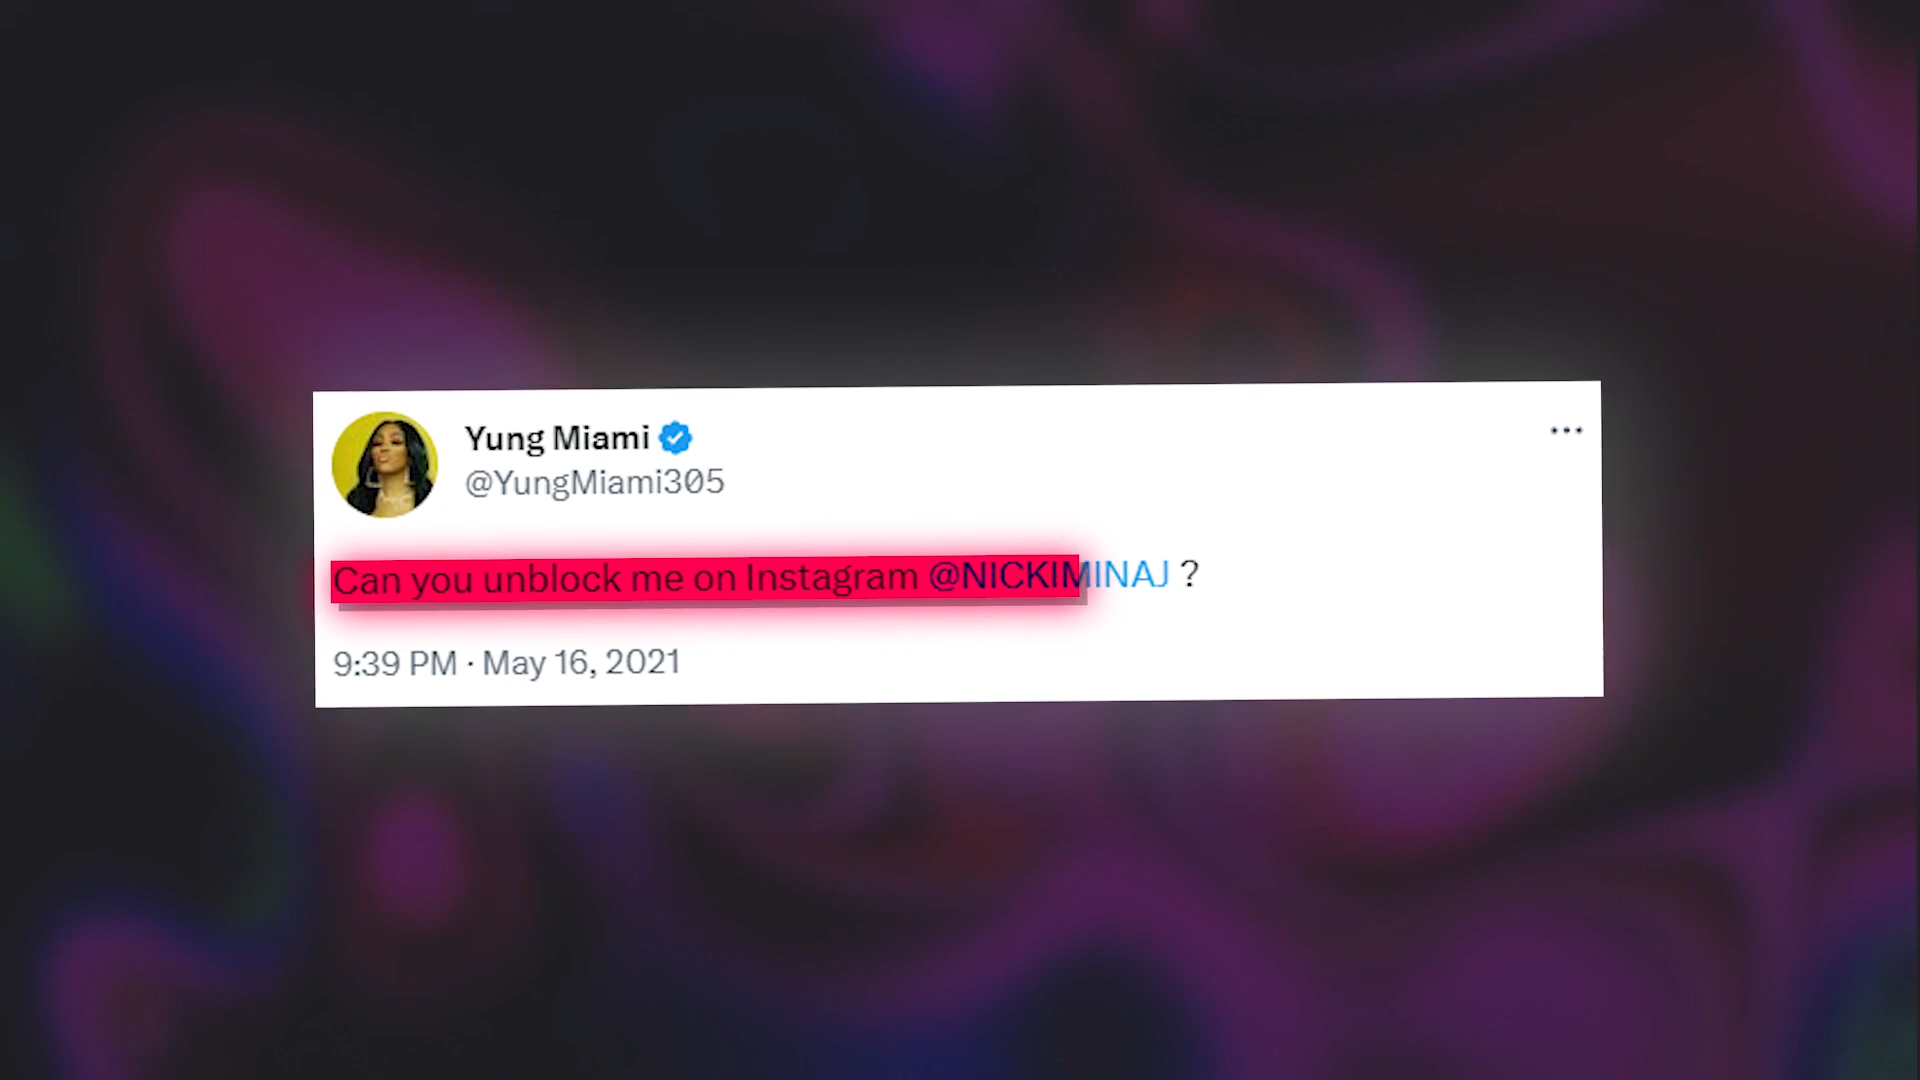 Yung Miami
@YungMiami305
Can you unblock me on Instagram @NICKIMINAJ ?
9:39 PM · May 16, 2021